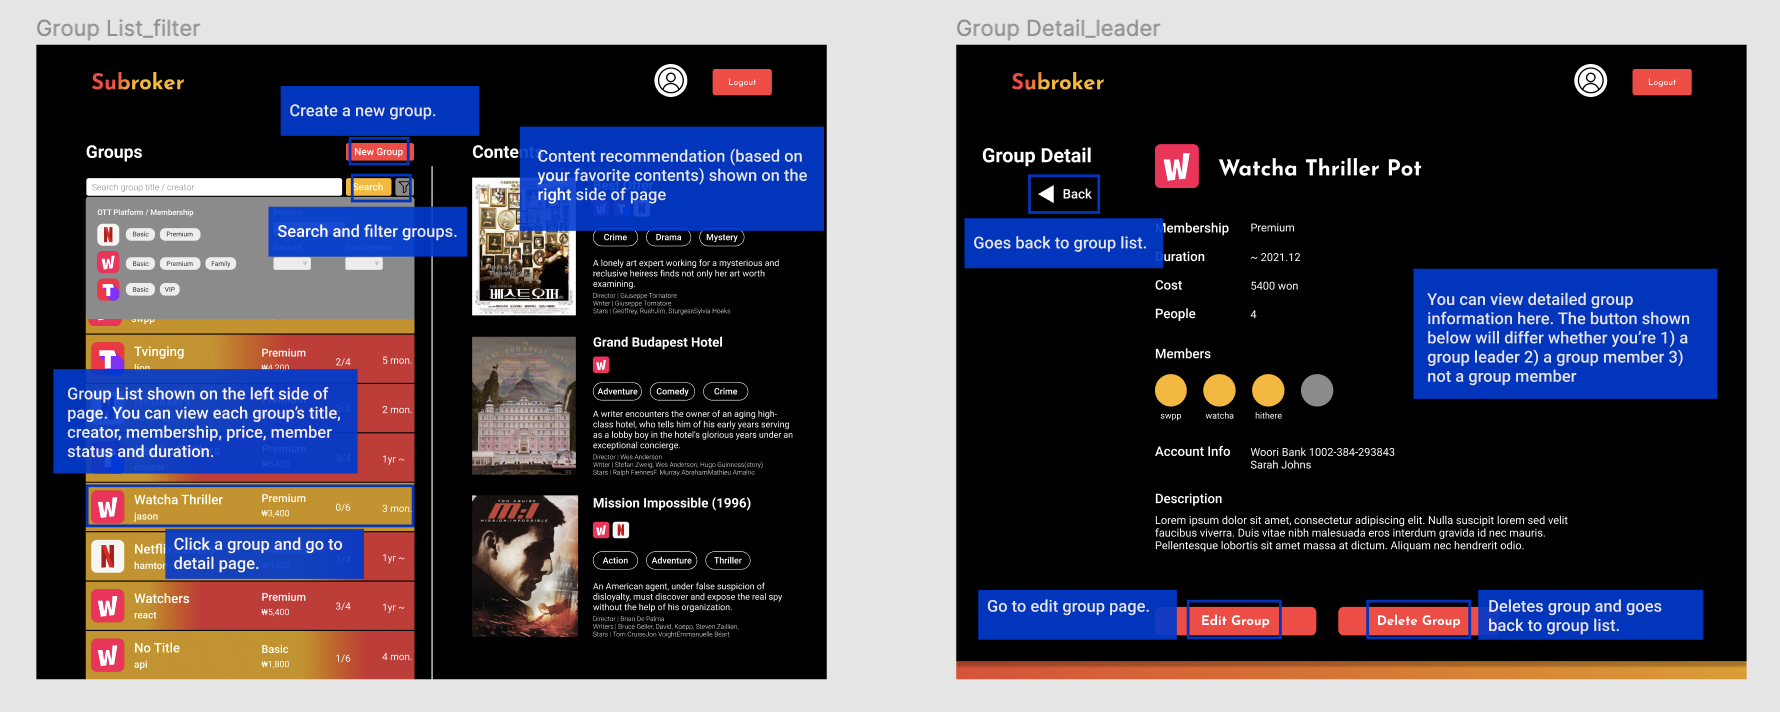 Group List_filter
Subroker
Logout
Create a new group.
Groups
New Group
Contents
Content recommendation (based on
your favorite contents) shown on the
right side of page
Search group title / creator
Search
OTT Platform / Membership
Basic
Premium
Basic
Premium
Family
Basic
VIP
Search and filter groups.
swpp
Tvinging
lion
Premium
₩4,200
2/4
5 mon.
2 mon.
Group List shown on the left side of
page. You can view each group's title,
creator, membership, price, member
status and duration.
Premium
₩5,400
3/4
1yr ~
Watcha Thriller
jason
Premium
₩3,400
0/6
3 mon.
Click a group and go to
detail page.
1yr ~
Watchers
react
Premium
₩5,400
3/4
1yr ~
No Title
api
Basic
₩1,800
1/6
4 mon.
베스트오퍼
Crime
Drama
Mystery
A lonely art expert working for a mysterious and
reclusive heiress finds not only her art worth
examining.
Director | Giuseppe Tornatore
Writer | Giuseppe Tornatore
Stars | Geoffrey, RushJim, SturgessSylvia Hoeks
Grand Budapest Hotel
Adventure
Comedy
Crime
A writer encounters the owner of an aging high-
class hotel, who tells him of his early years serving
as a lobby boy in the hotel's glorious years under an
exceptional concierge.
Director | Wes Anderson
Writer | Stefan Zweig, Wes Anderson, Hugo Guinness(story)
Stars | Ralph FiennesF. Murray AbrahamMathieu Amalric
TOM CRUISE
M:I
MISSION:IMPOSSIBLE
Mission Impossible (1996)
Action
Adventure
Thriller
An American agent, under false suspicion of
disloyalty, must discover and expose the real spy
without the help of his organization.
Director | Brian De Palma
Writers | Bruce Geller, David, Koepp, Steven Zaillian,
Stars | Tom CruiseJon VoightEmmanuelle Béart
Group Detail_leader
Subroker
Logout
Group Detail
Back
Goes back to group list.
Watcha Thriller Pot
Membership
Premium
Duration
~ 2021.12
Cost
5400 won
People
4
Members
swpp
watcha
hithere
You can view detailed group
information here. The button shown
below will differ whether you're 1) a
group leader 2) a group member 3)
not a group member
Account Info
Woori Bank 1002-384-293843
Sarah Johns
Description
Lorem ipsum dolor sit amet, consectetur adipiscing elit. Nulla suscipit lorem sed velit
faucibus viverra. Duis vitae nibh malesuada eros interdum gravida id nec mauris.
Pellentesque lobortis sit amet massa at dictum. Aliquam nec hendrerit odio.
Go to edit group page.
Edit Group
Delete Group
Deletes group and goes
back to group list.